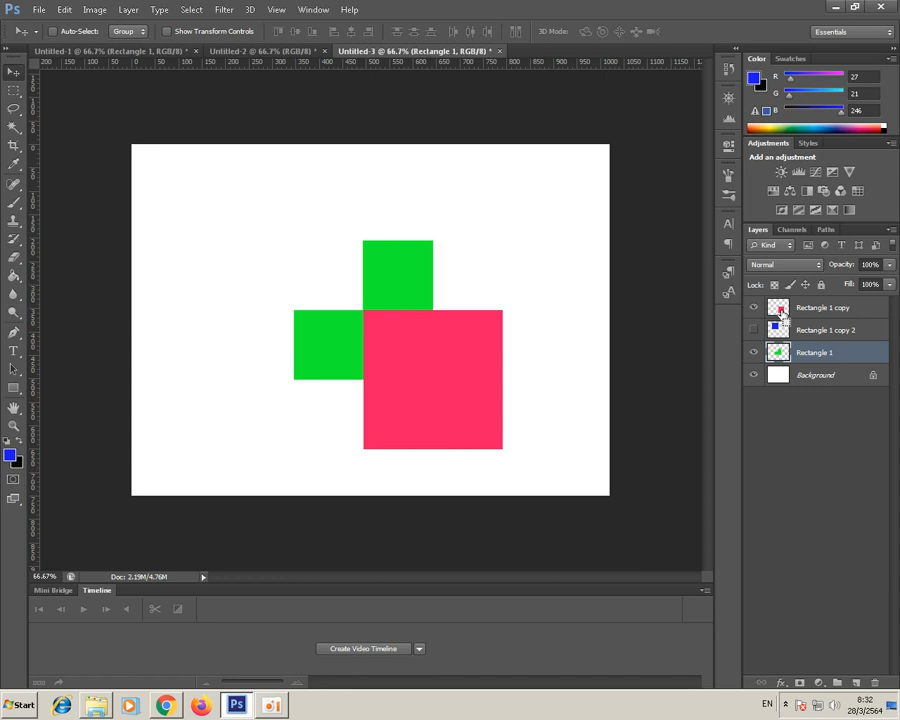 Ps File Edit Image Layer Type Select Filter 3D View Window Help
Auto-Select: Group Show Transform Controls 3D Mode: Essentials
Untitled-1 @ 66.7% (Rectangle 1, RGB/8) * × Untitled-2 @ 66.7% (RGB/8) * × Untitled-3 @ 66.7% (Rectangle 1, RGB/8) * ×
200 150 100 50 0 50 100 150 200 250 300 350 400 450 500 550 600 650 700 750 800 850 900 950 1000 1050 1100 1150
Color Swatches
R 27
G 21
B 246
Adjustments Styles
Add an adjustment
Layers Channels Paths
Kind T
Normal Opacity: 100%
Lock: Fill: 100%
Rectangle 1 copy
Rectangle 1 copy 2
Rectangle 1
Background
66.67% Doc: 2.19M/4.76M
Mini Bridge Timeline
Create Video Timeline
fx
Start Ps EN 8:32
28/3/2564